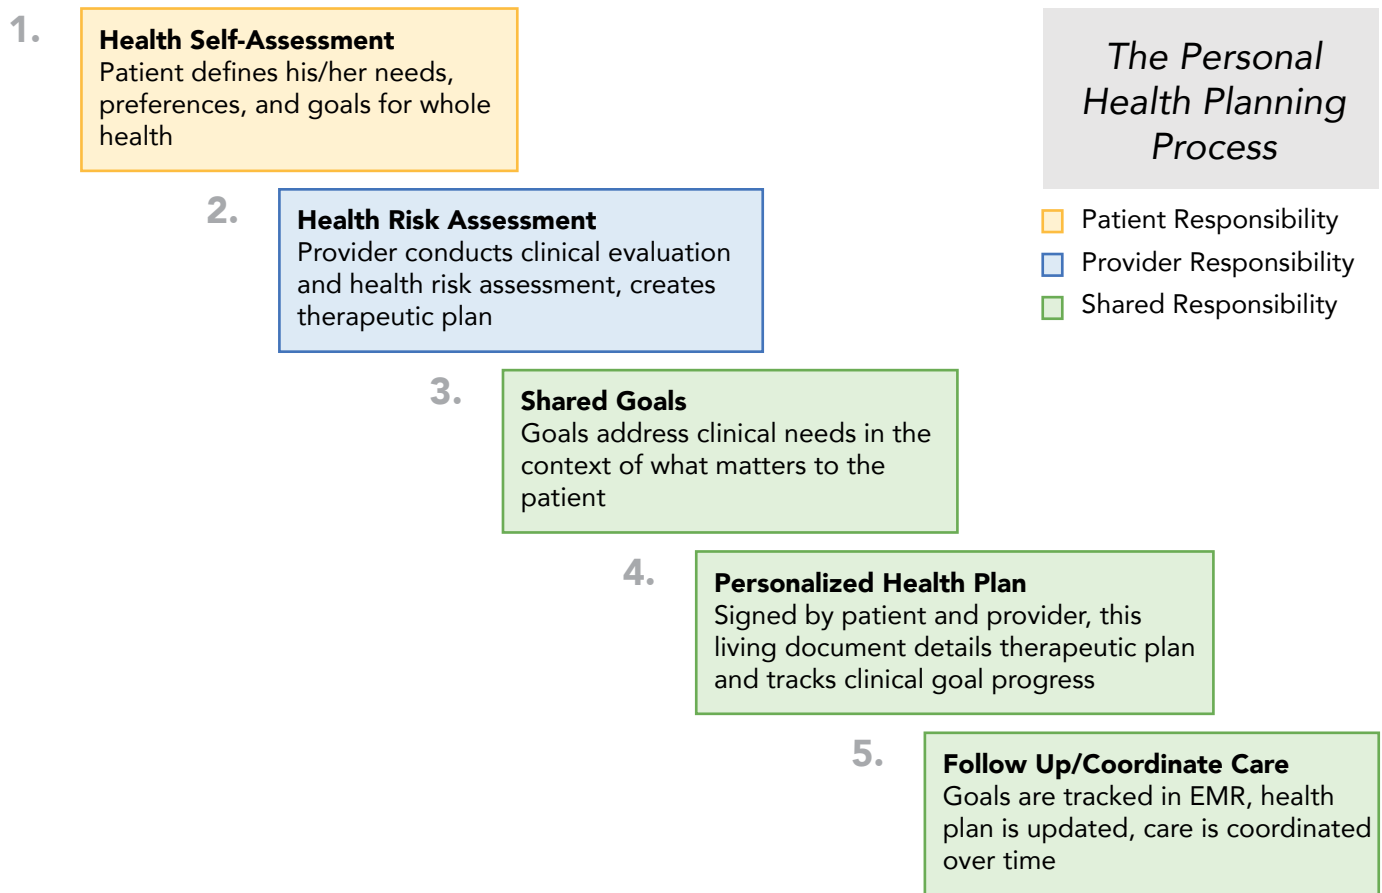 1.
Health Self-Assessment
Patient defines his/her needs,
preferences, and goals for whole
health
The Personal
Health Planning
Process
Patient Responsibility
Provider Responsibility
Shared Responsibility
2.
Health Risk Assessment
Provider conducts clinical evaluation
and health risk assessment, creates
therapeutic plan
3.
Shared Goals
Goals address clinical needs in the
context of what matters to the
patient
4.
Personalized Health Plan
Signed by patient and provider, this
living document details therapeutic plan
and tracks clinical goal progress
5.
Follow Up/Coordinate Care
Goals are tracked in EMR, health
plan is updated, care is coordinated
over time